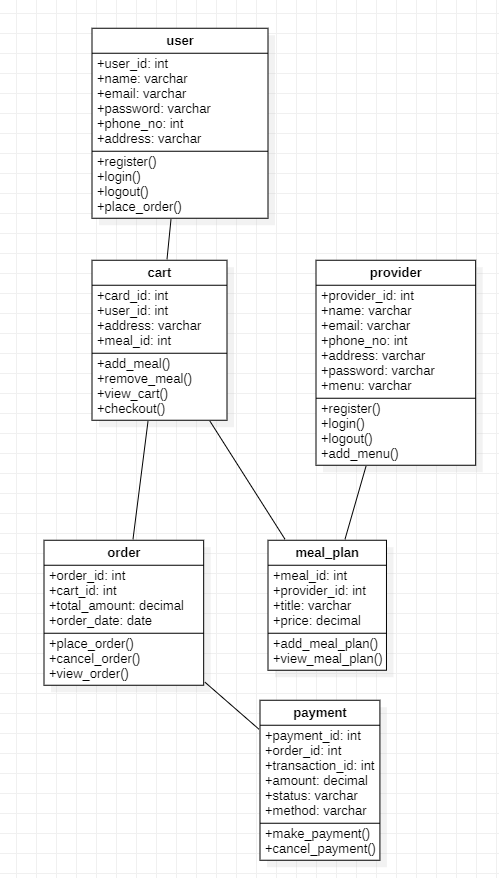 user
+user_id: int
+name: varchar
+email: varchar
+password: varchar
+phone_no: int
+address: varchar
+register()
+login()
+logout()
+place_order()
cart
+card_id: int
+user_id: int
+address: varchar
+meal_id: int
+add_meal()
+remove_meal()
+view_cart()
+checkout()
provider
+provider_id: int
+name: varchar
+email: varchar
+phone_no: int
+address: varchar
+password: varchar
+menu: varchar
+register()
+login()
+logout()
+add_menu()
order
+order_id: int
+cart_id: int
+total_amount: decimal
+order_date: date
+place_order()
+cancel_order()
+view_order()
meal_plan
+meal_id: int
+provider_id: int
+title: varchar
+price: decimal
+add_meal_plan()
+view_meal_plan()
payment
+payment_id: int
+order_id: int
+transaction_id: int
+amount: decimal
+status: varchar
+method: varchar
+make_payment()
+cancel_payment()